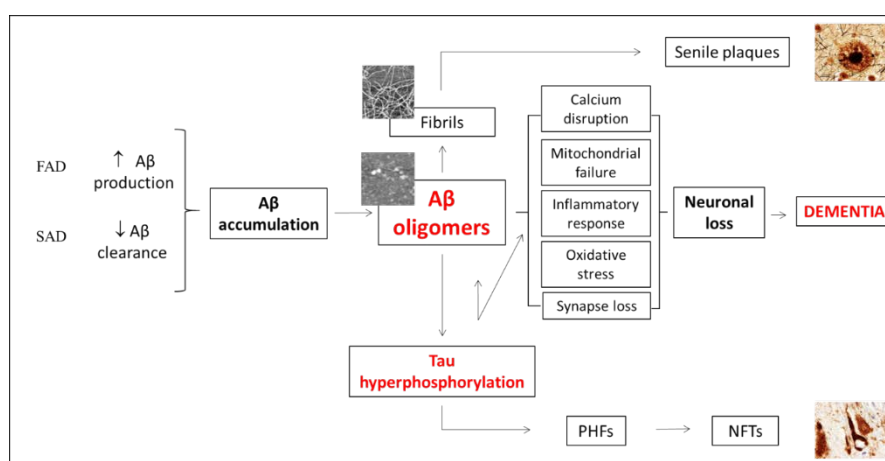 Senile plaques
Fibrils
Calcium
disruption
Mitochondrial
failure
Inflammatory
response
Oxidative
stress
Synapse loss
FAD
↑ Aβ
production
SAD
↓ Aβ
clearance
Aβ
accumulation
Aβ
oligomers
Neuronal
loss
DEMENTIA
Tau
hyperphosphorylation
PHFs
NFTs